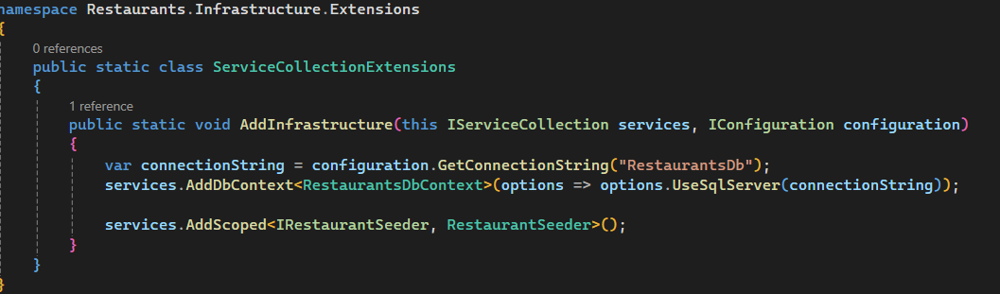 namespace Restaurants.Infrastructure.Extensions
{
0 references
public static class ServiceCollectionExtensions
{
1 reference
public static void AddInfrastructure(this IServiceCollection services, IConfiguration configuration)
{
var connectionString = configuration.GetConnectionString("RestaurantsDb");
services.AddDbContext<RestaurantsDbContext>(options => options.UseSqlServer(connectionString));
services.AddScoped<IRestaurantSeeder, RestaurantSeeder>();
}
}
}